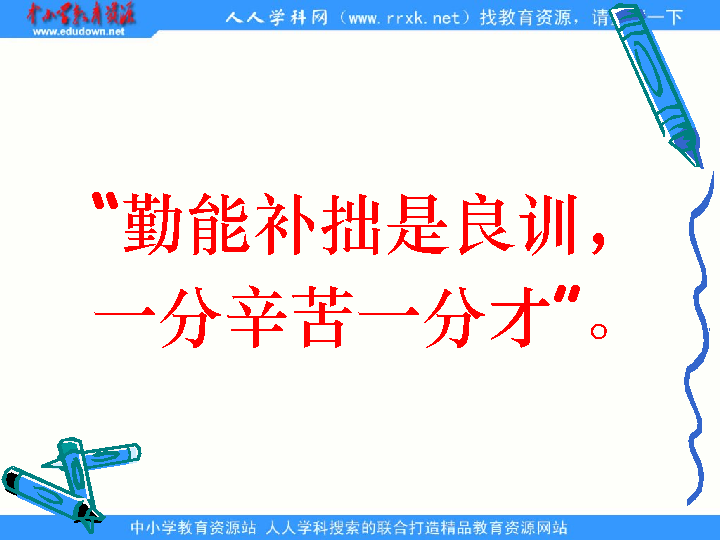 中小学教育资源
www.edudown.net
人人学科网（www.rrxk.net）找教育资源，请
一下
“勤能补拙是良训，
一分辛苦一分才”。
中小学教育资源站 人人学科搜索的联合打造精品教育资源网站